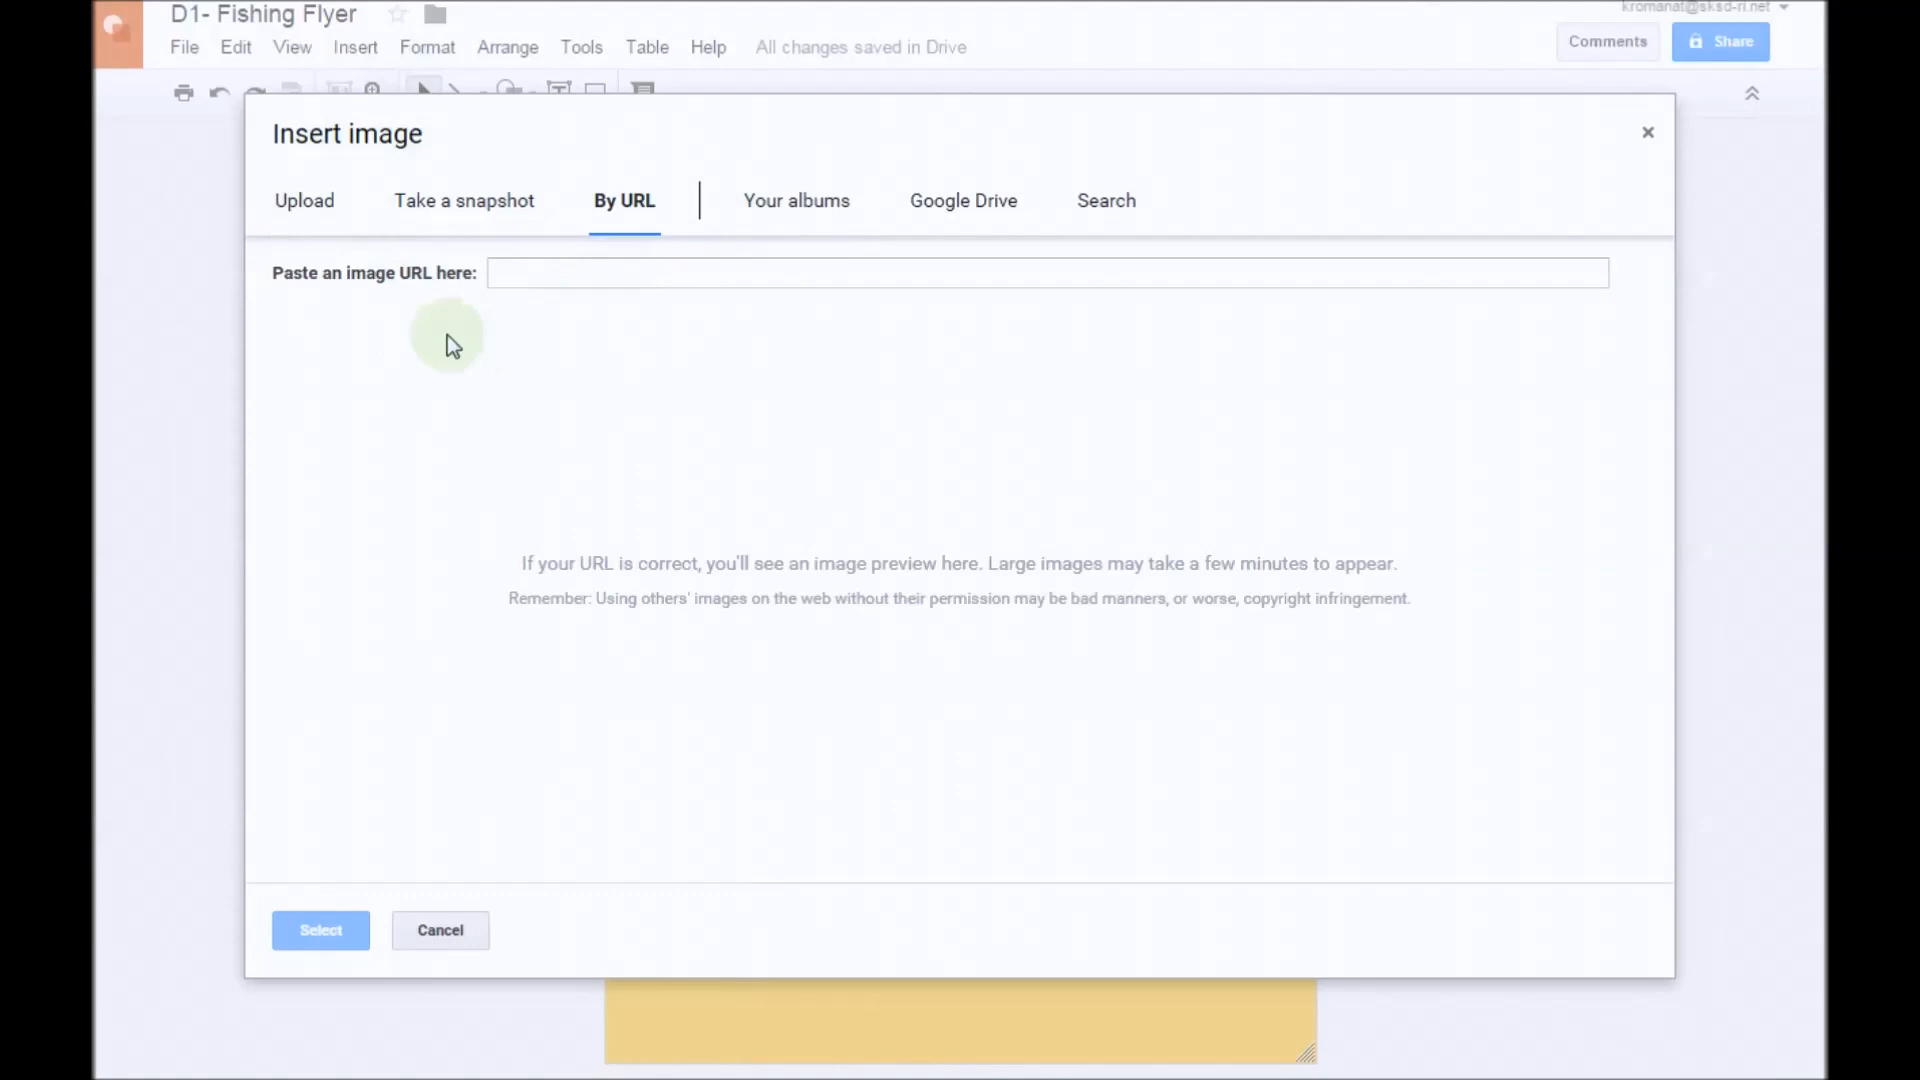 D1- Fishing Flyer
kromanat@sksd-ri.net
File Edit View Insert Format Arrange Tools Table Help All changes saved in Drive
Comments Share
Insert image
Upload Take a snapshot By URL Your albums Google Drive Search
Paste an image URL here:
If your URL is correct, you'll see an image preview here. Large images may take a few minutes to appear.
Remember: Using others' images on the web without their permission may be bad manners, or worse, copyright infringement.
Select Cancel